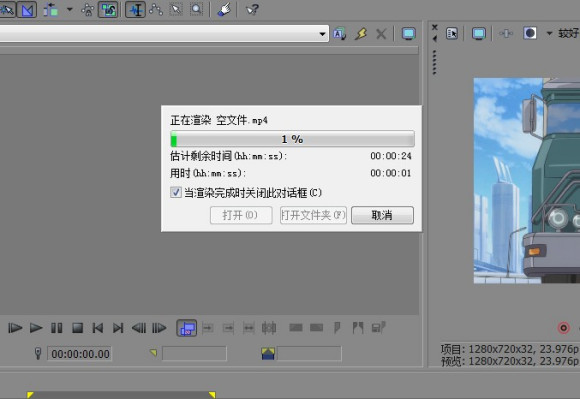 较好
正在渲染 空文件.mp4
1 %
估计剩余时间(hh:mm:ss): 00:00:24
用时(hh:mm:ss): 00:00:01
当渲染完成时关闭此对话框(C)
打开(O) 打开文件夹(F) 取消
00:00:00.00
项目: 1280x720x32, 23.976p
预览: 1280x720x32, 23.976p